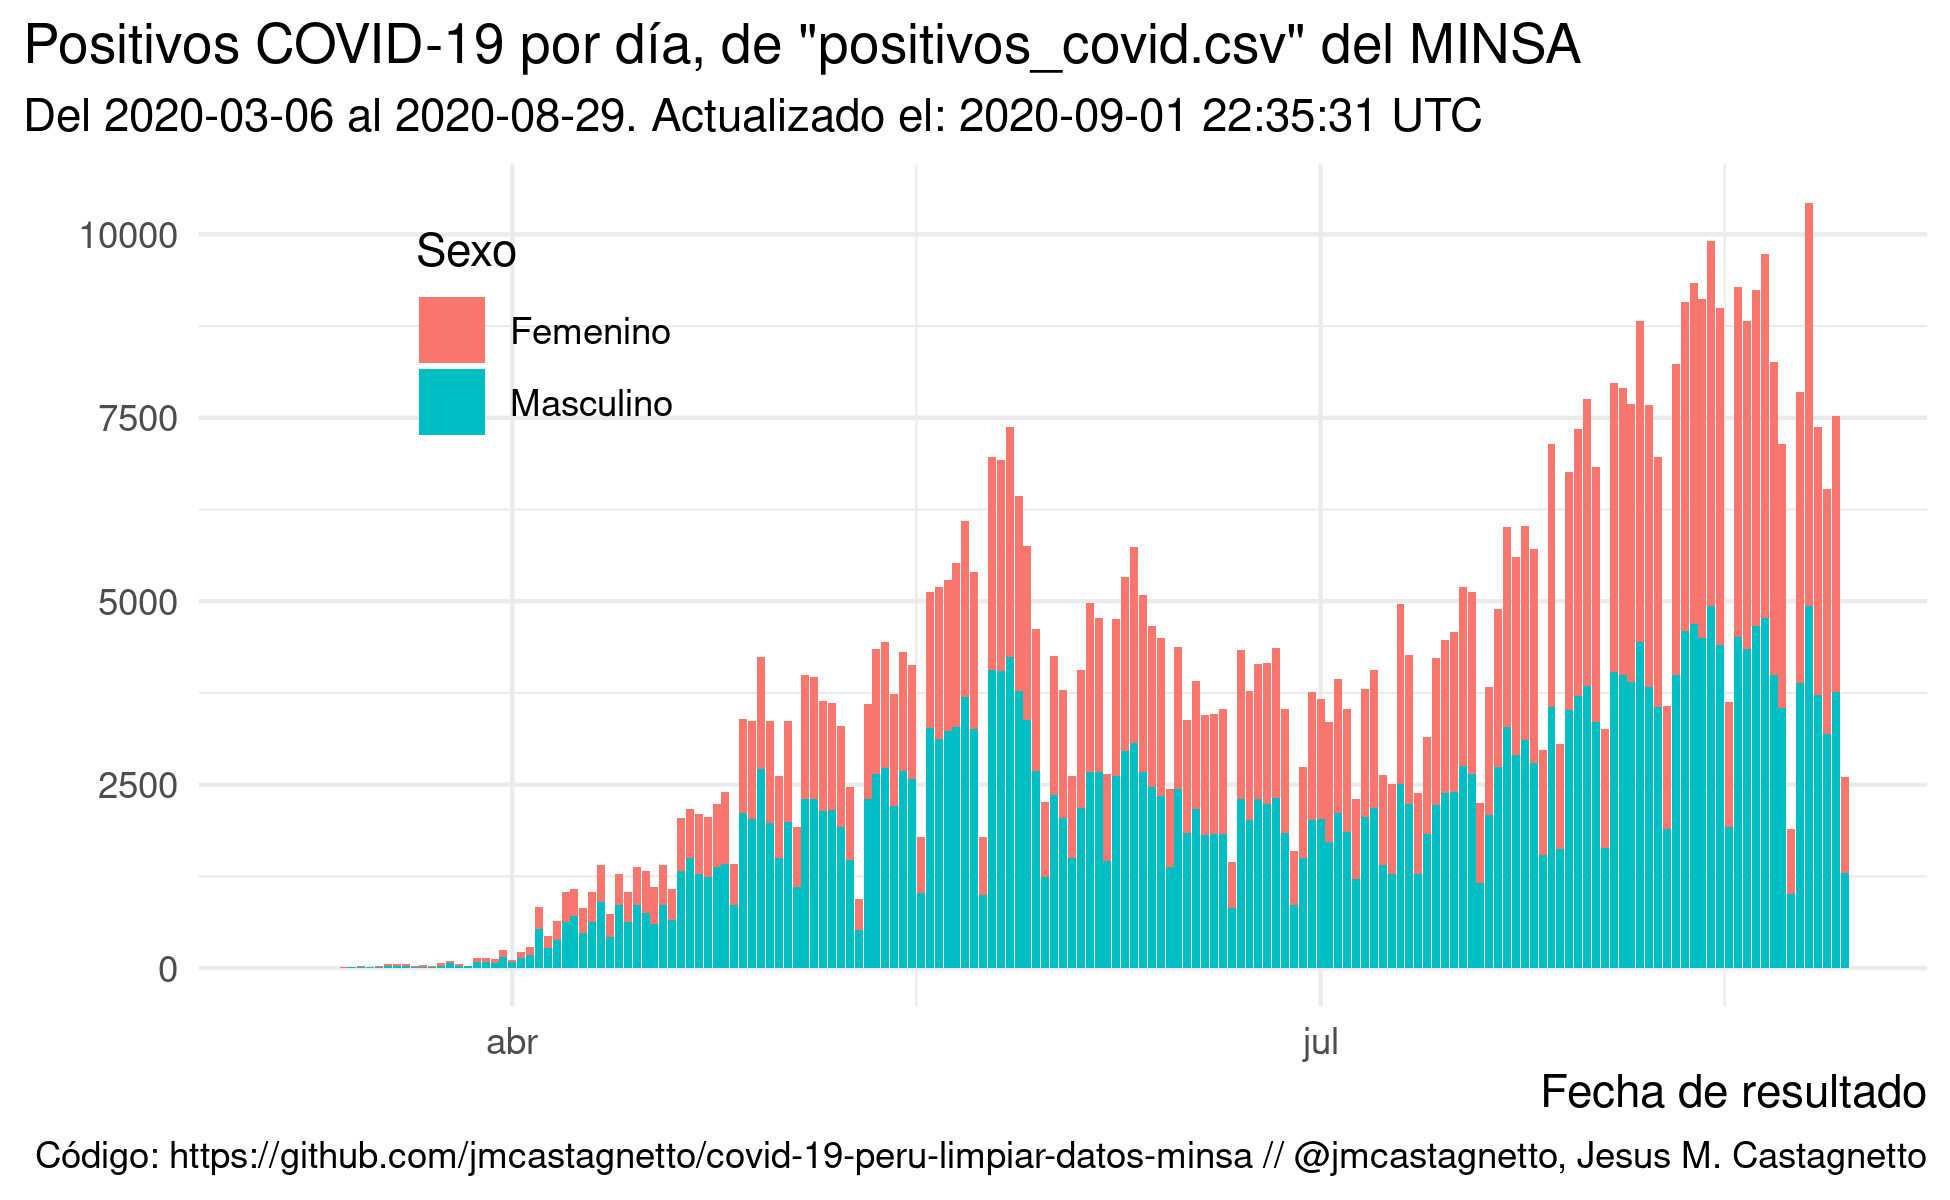 Positivos COVID-19 por día, de "positivos_covid.csv" del MINSA
Del 2020-03-06 al 2020-08-29. Actualizado el: 2020-09-01 22:35:31 UTC
10000
7500
5000
2500
0
Sexo
Femenino
Masculino
abr
jul
Fecha de resultado
Código: https://github.com/jmcastagnetto/covid-19-peru-limpiar-datos-minsa // @jmcastagnetto, Jesus M. Castagnetto